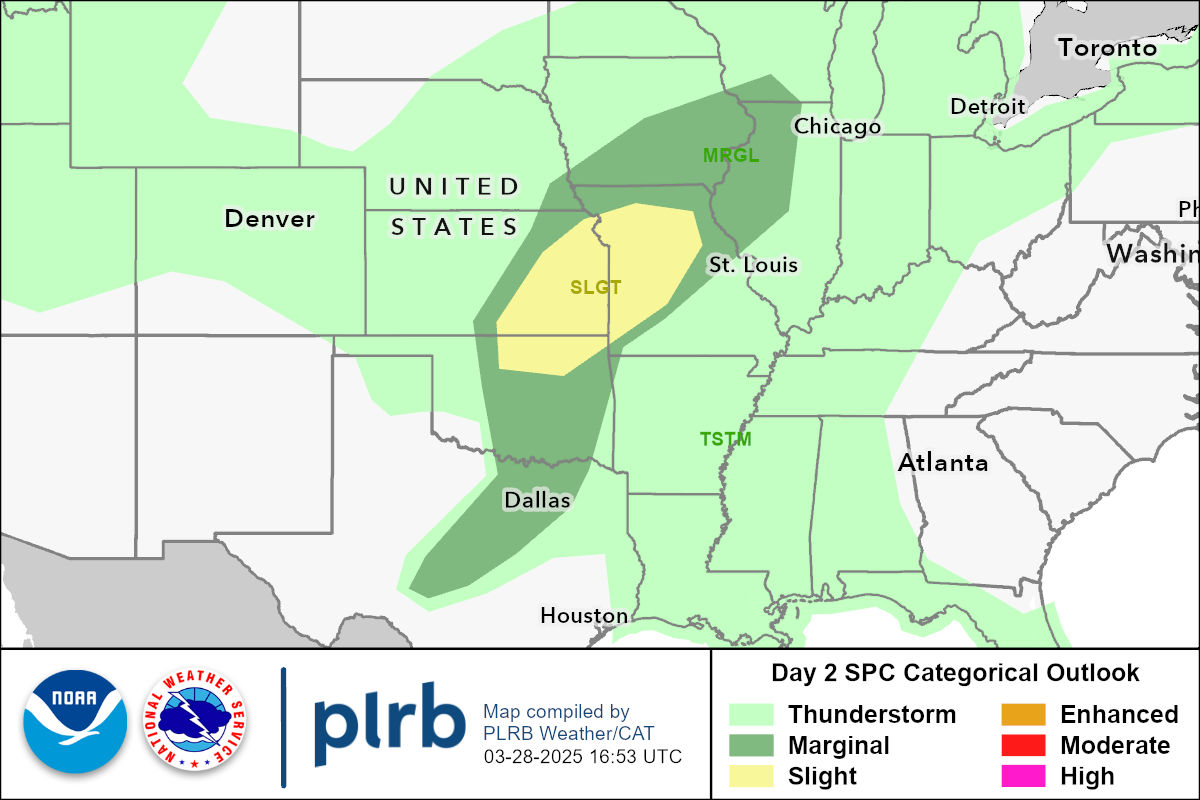 Toronto
Detroit
Chicago
MRGL
UNITED
STATES
Denver
Ph
Washin
St. Louis
SLGT
TSTM
Atlanta
Dallas
Houston
NOAA
NATIONAL WEATHER SERVICE
plrb
Map compiled by
PLRB Weather/CAT
03-28-2025 16:53 UTC
Day 2 SPC Categorical Outlook
Thunderstorm
Enhanced
Marginal
Moderate
Slight
High